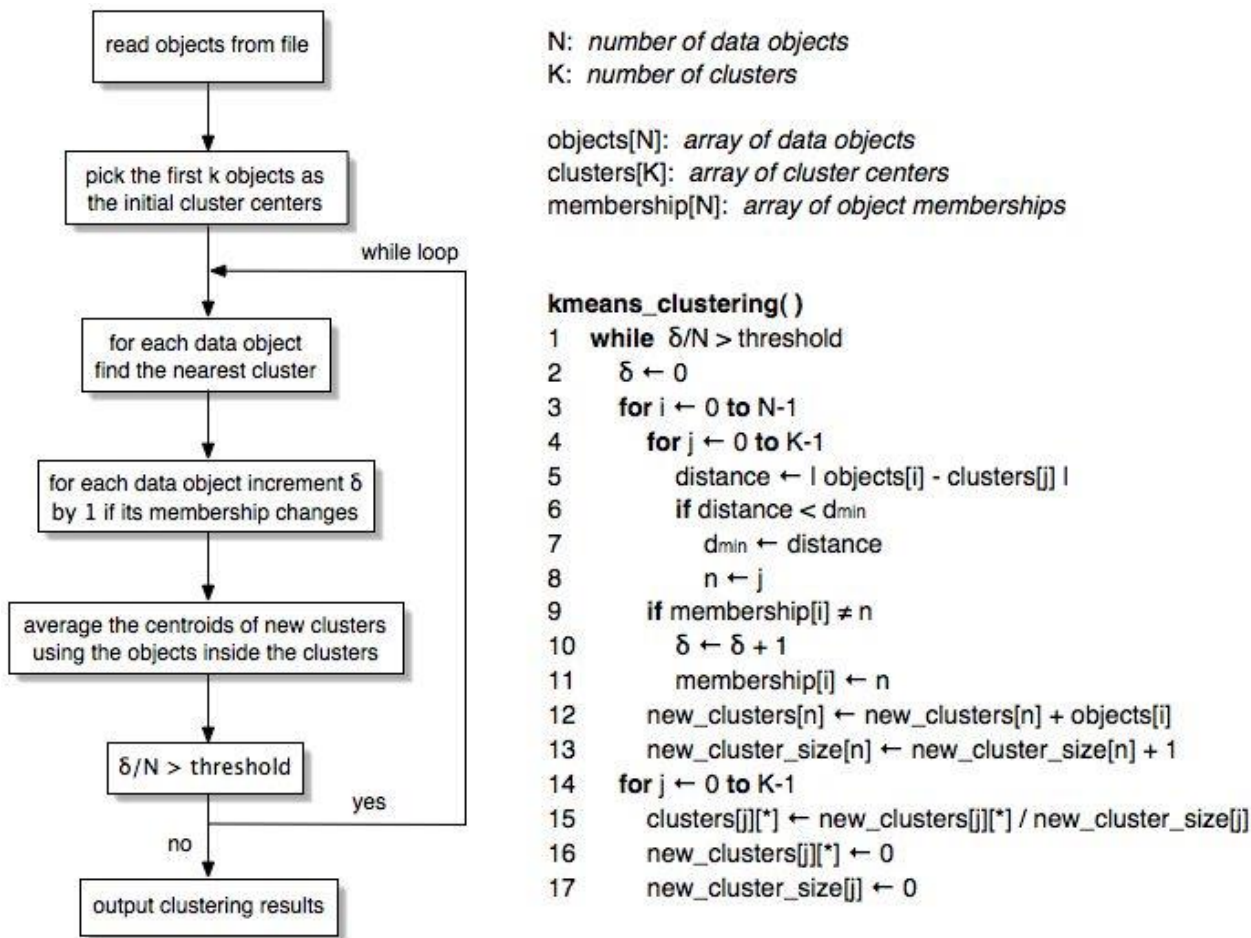 read objects from file
pick the first k objects as
the initial cluster centers
while loop
for each data object
find the nearest cluster
for each data object increment δ
by 1 if its membership changes
average the centroids of new clusters
using the objects inside the clusters
δ/N > threshold
yes
no
output clustering results
N: number of data objects
K: number of clusters
objects[N]: array of data objects
clusters[K]: array of cluster centers
membership[N]: array of object memberships
kmeans_clustering( )
1 while δ/N > threshold
2 δ ← 0
3 for i ← 0 to N-1
4 for j ← 0 to K-1
5 distance ← | objects[i] - clusters[j] |
6 if distance < dmin
7 dmin ← distance
8 n ← j
9 if membership[i] ≠ n
10 δ ← δ + 1
11 membership[i] ← n
12 new_clusters[n] ← new_clusters[n] + objects[i]
13 new_cluster_size[n] ← new_cluster_size[n] + 1
14 for j ← 0 to K-1
15 clusters[j][*] ← new_clusters[j][*] / new_cluster_size[j]
16 new_clusters[j][*] ← 0
17 new_cluster_size[j] ← 0